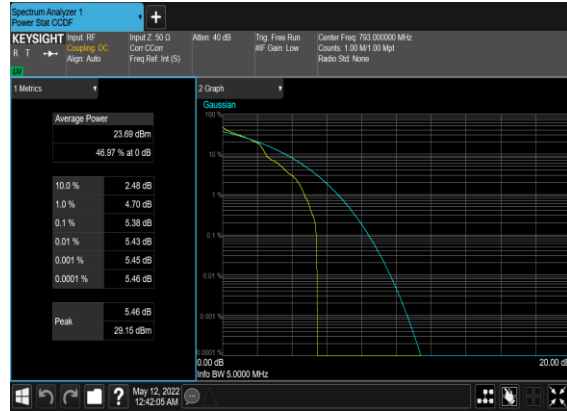 Spectrum Analyzer 1
Power Stat CCDF
KEYSIGHT
R T
Input: RF
Coupling: DC
Align: Auto
Input Z: 50 Ω
Corr CCorr
Freq Ref: Int (S)
Atten: 40 dB
Trig: Free Run
#IF Gain: Low
Center Freq: 793.000000 MHz
Counts: 1.00 M/1.00 Mpt
Radio Std: None
1 Metrics
Average Power
23.69 dBm
46.97 % at 0 dB
10.0 % 2.48 dB
1.0 % 4.70 dB
0.1 % 5.38 dB
0.01 % 5.43 dB
0.001 % 5.45 dB
0.0001 % 5.46 dB
Peak
5.46 dB
29.15 dBm
2 Graph
Gaussian
100 %
10 %
1 %
0.1 %
0.01 %
0.001 %
0.0001 %
0.00 dB
20.00 dB
Info BW 5.0000 MHz
?
May 12, 2022
12:42:05 AM